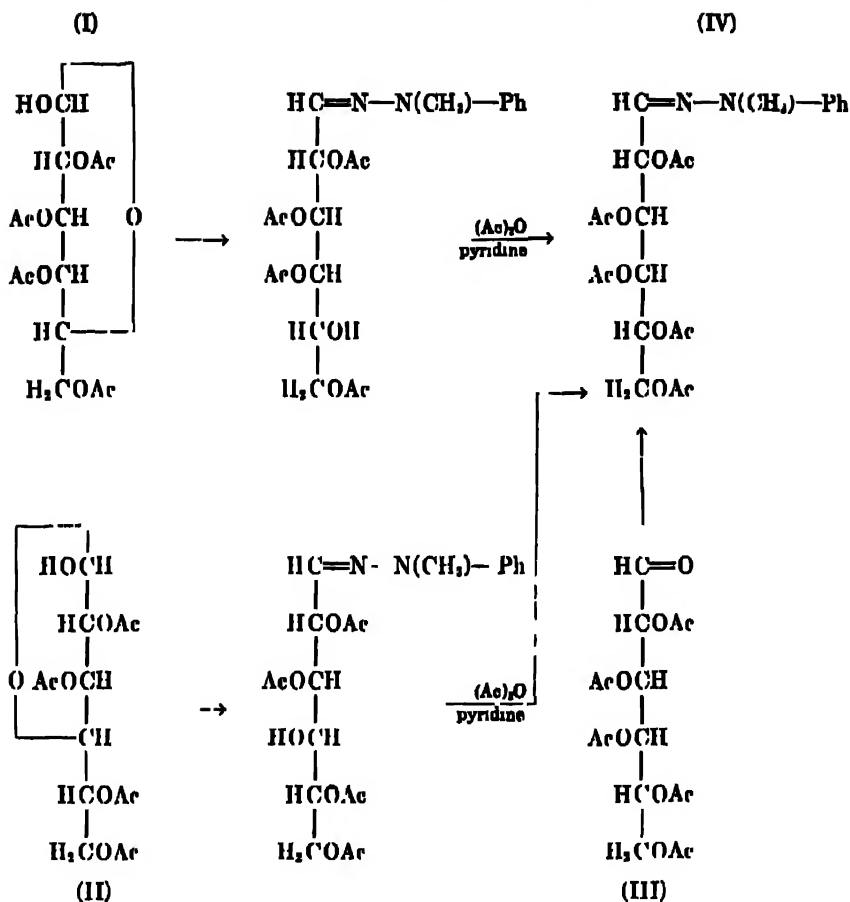 (I) (IV)
HOCH HC=N—N(CH₃)—Ph HC=N—N(CH₃)—Ph
HCOAc HCOAc HCOAc
AcOCH O AcOCH (Ac)₂O AcOCH
→ pyridine →
AcOCH AcOCH AcOCH
HC HCOH HCOAc
H₂COAc H₂COAc H₂COAc
HOCH HC=N- N(CH₃)—Ph HC=O
HCOAc HCOAc HCOAc
O AcOCH AcOCH (Ac)₂O AcOCH
→ pyridine
CH HOCH AcOCH
HCOAc HCOAc HCOAc
H₂COAc H₂COAc H₂COAc
(II) (III)